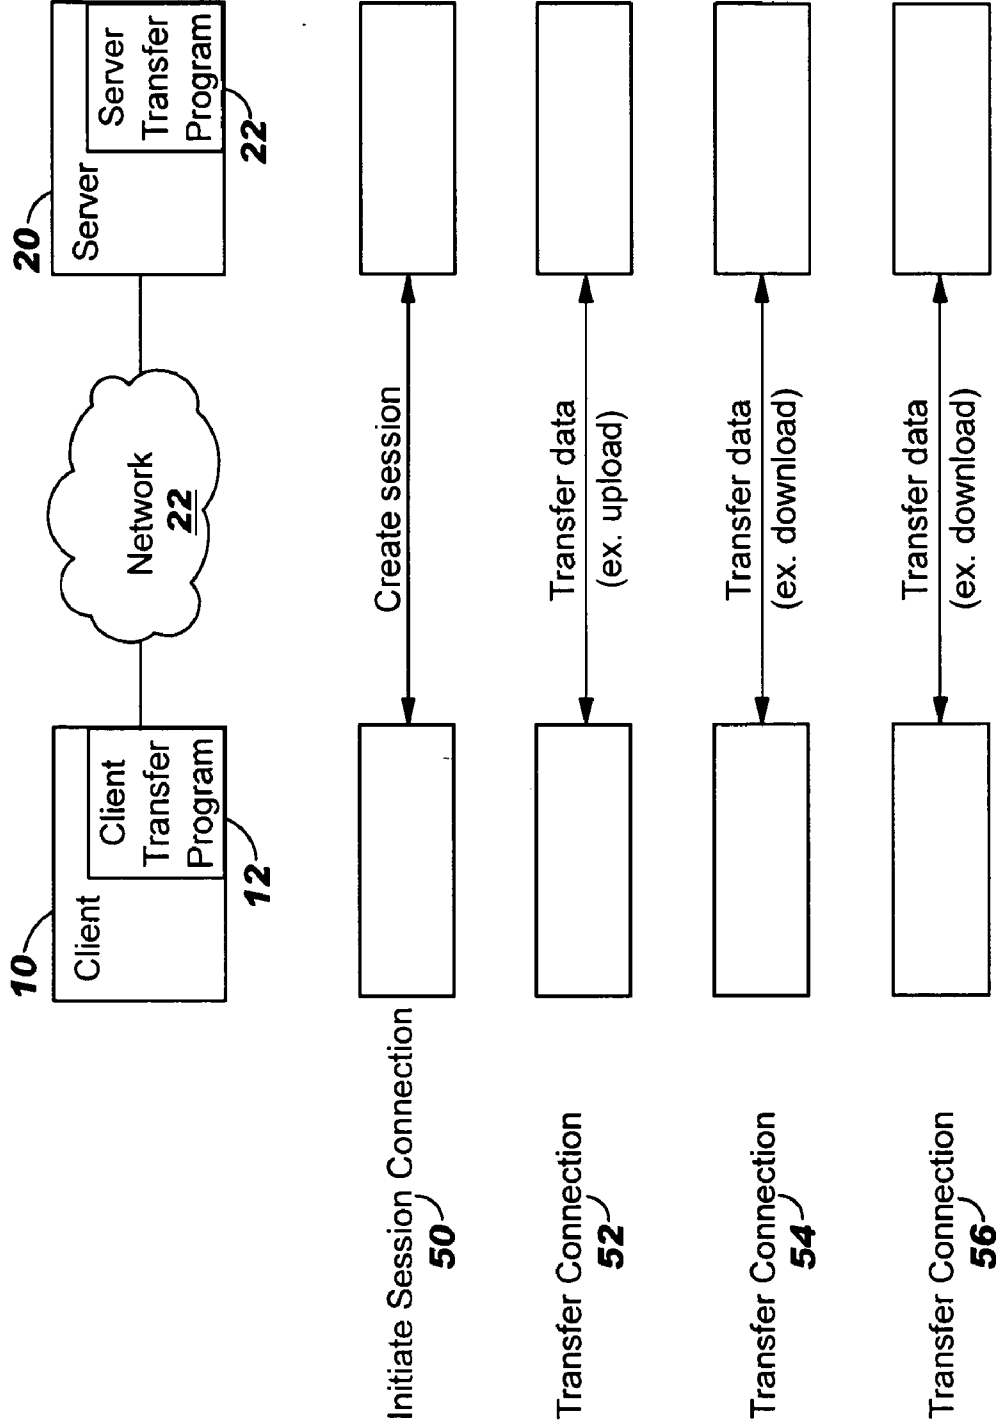 10
Client
Client
Transfer
Program
12
Network
22
20
Server
Server
Transfer
Program
22
Initiate Session Connection
50
Create session
Transfer Connection
52
Transfer data
(ex. upload)
Transfer Connection
54
Transfer data
(ex. download)
Transfer Connection
56
Transfer data
(ex. download)